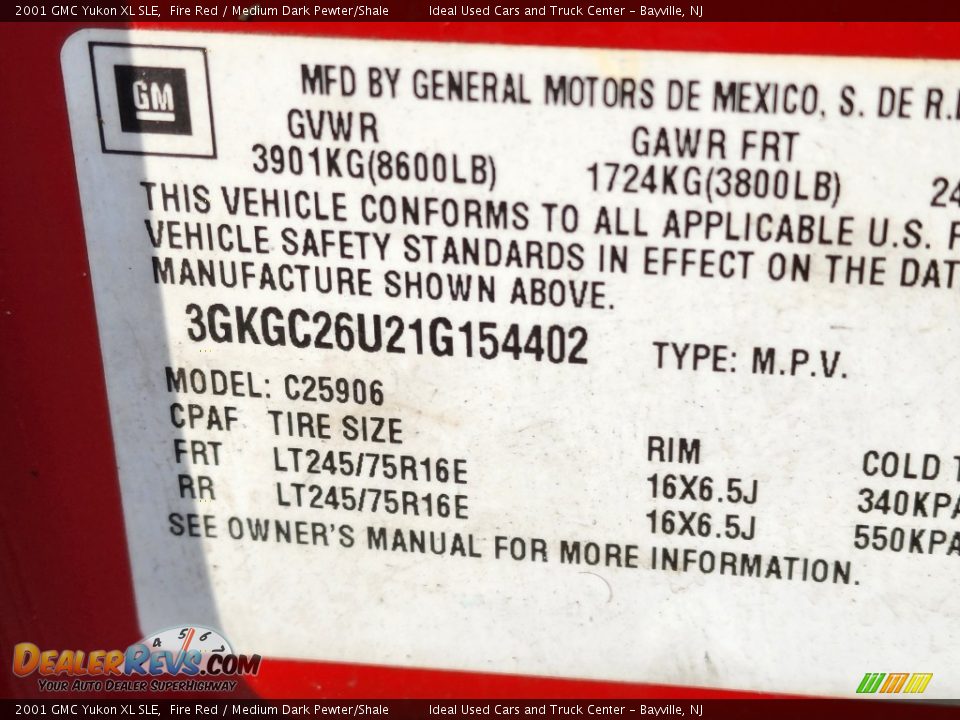 2001 GMC Yukon XL SLE, Fire Red / Medium Dark Pewter/Shale Ideal Used Cars and Truck Center - Bayville, NJ
GM
MFD BY GENERAL MOTORS DE MEXICO, S. DE R.
GVWR GAWR FRT
3901KG(8600LB) 1724KG(3800LB) 24
THIS VEHICLE CONFORMS TO ALL APPLICABLE U.S. F
VEHICLE SAFETY STANDARDS IN EFFECT ON THE DAT
MANUFACTURE SHOWN ABOVE.
3GKGC26U21G154402 TYPE: M.P.V.
MODEL: C25906
CPAF TIRE SIZE RIM COLD T
FRT LT245/75R16E 16X6.5J 340KPA
RR LT245/75R16E 16X6.5J 550KPA
SEE OWNER'S MANUAL FOR MORE INFORMATION.
4 5 6 7
DEALERREVS.COM
YOUR AUTO DEALER SUPERHIGHWAY
2001 GMC Yukon XL SLE, Fire Red / Medium Dark Pewter/Shale Ideal Used Cars and Truck Center - Bayville, NJ